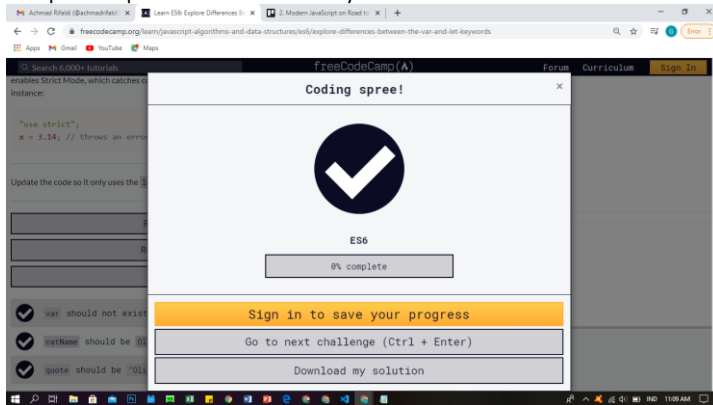 Achmad Rifaldi (@achmadrifaldi
Learn ES6: Explore Differences B
2. Modern JavaScript on Road to
freecodecamp.org/learn/javascript-algorithms-and-data-structures/es6/explore-differences-between-the-var-and-let-keywords
Error
Apps Gmail YouTube Maps
Search 6,000+ tutorials
freeCodeCamp(🔥)
Forum Curriculum Sign In
enables Strict Mode, which catches c
instance:
"use strict";
x = 3.14; // throws an erro
Update the code so it only uses the
R
var should not exist
catName should be Ol
quote should be "Oli
Coding spree!
×
ES6
0% complete
Sign in to save your progress
Go to next challenge (Ctrl + Enter)
Download my solution
IND 11:09 AM